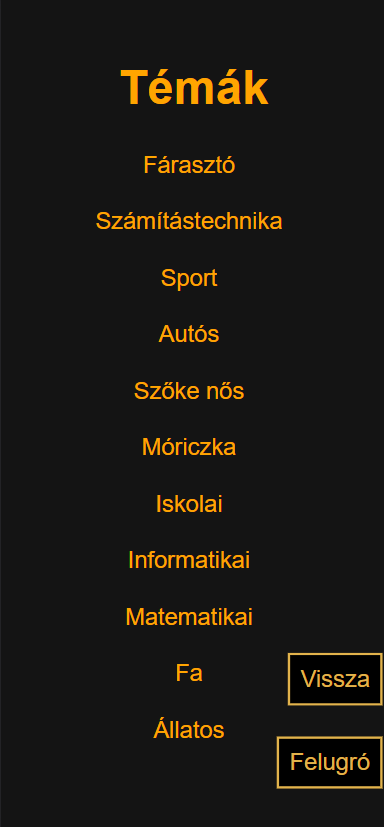 Témák
Fárasztó
Számítástechnika
Sport
Autós
Szőke nős
Móriczka
Iskolai
Informatikai
Matematikai
Fa
Vissza
Állatos
Felugró